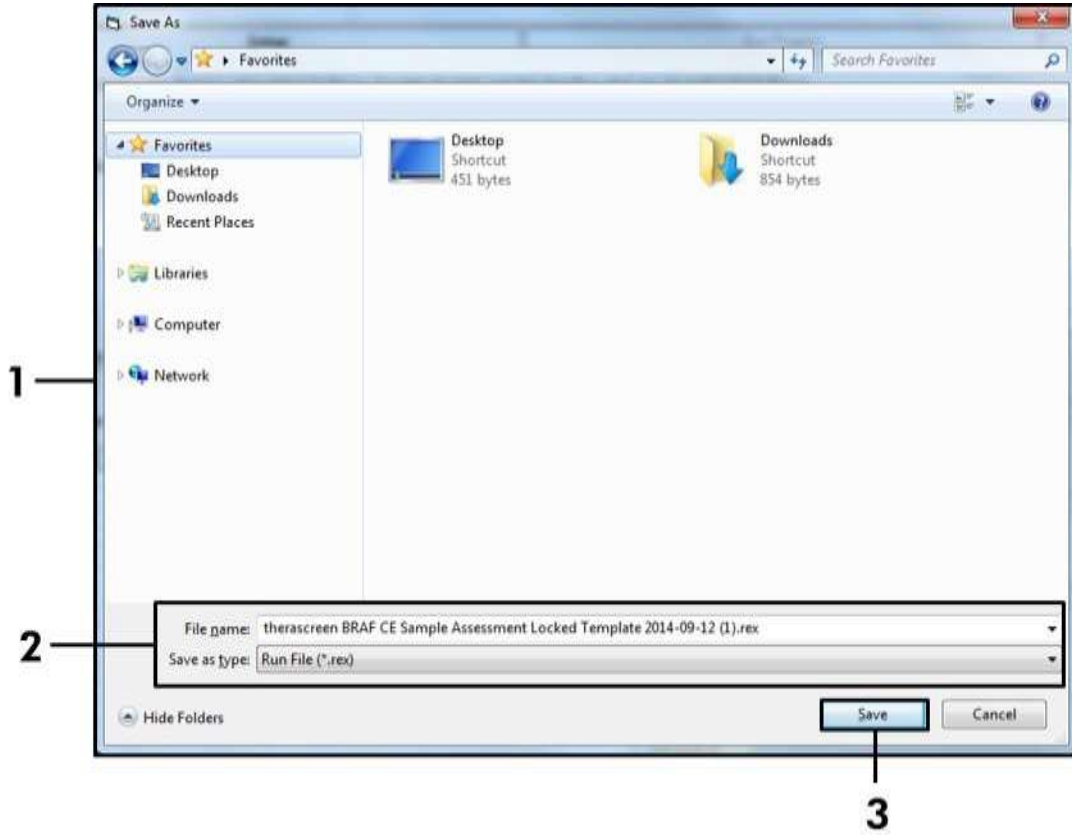 Save As
Favorites
Search Favorites
Organize
Favorites
Desktop
Downloads
Recent Places
Libraries
Computer
Network
Desktop
Shortcut
451 bytes
Downloads
Shortcut
854 bytes
1
File name: therascreen BRAF CE Sample Assessment Locked Template 2014-09-12 (1).rex
2
Save as type: Run File (*.rex)
Hide Folders
Save
Cancel
3